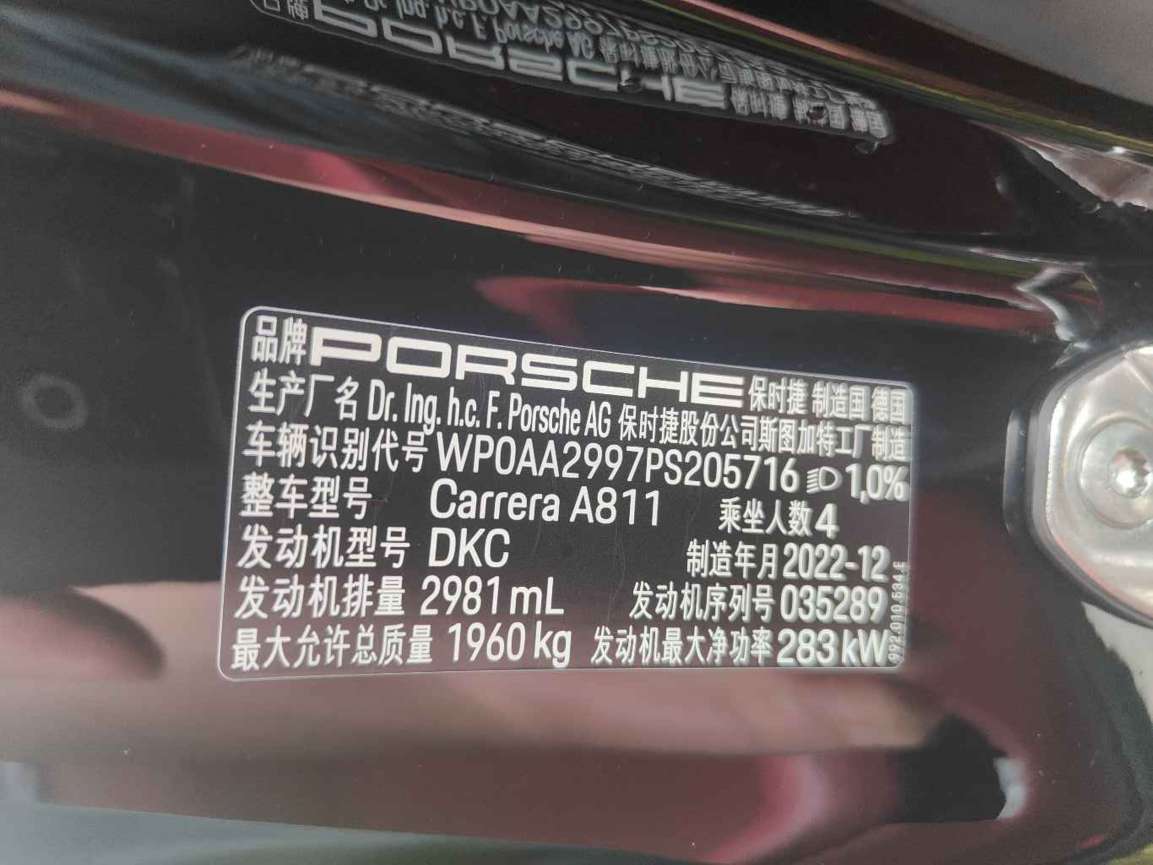 品牌 PORSCHE 保时捷 制造国 德国
生产厂名 Dr. Ing. h.c. F. Porsche AG 保时捷股份公司斯图加特工厂制造
车辆识别代号 WP0AA2997PS205716 1,0%
整车型号 Carrera A811 乘坐人数 4
发动机型号 DKC 制造年月 2022-12
发动机排量 2981 mL 发动机序列号 035289
最大允许总质量 1960 kg 发动机最大净功率 283 kW
992.010.534.E